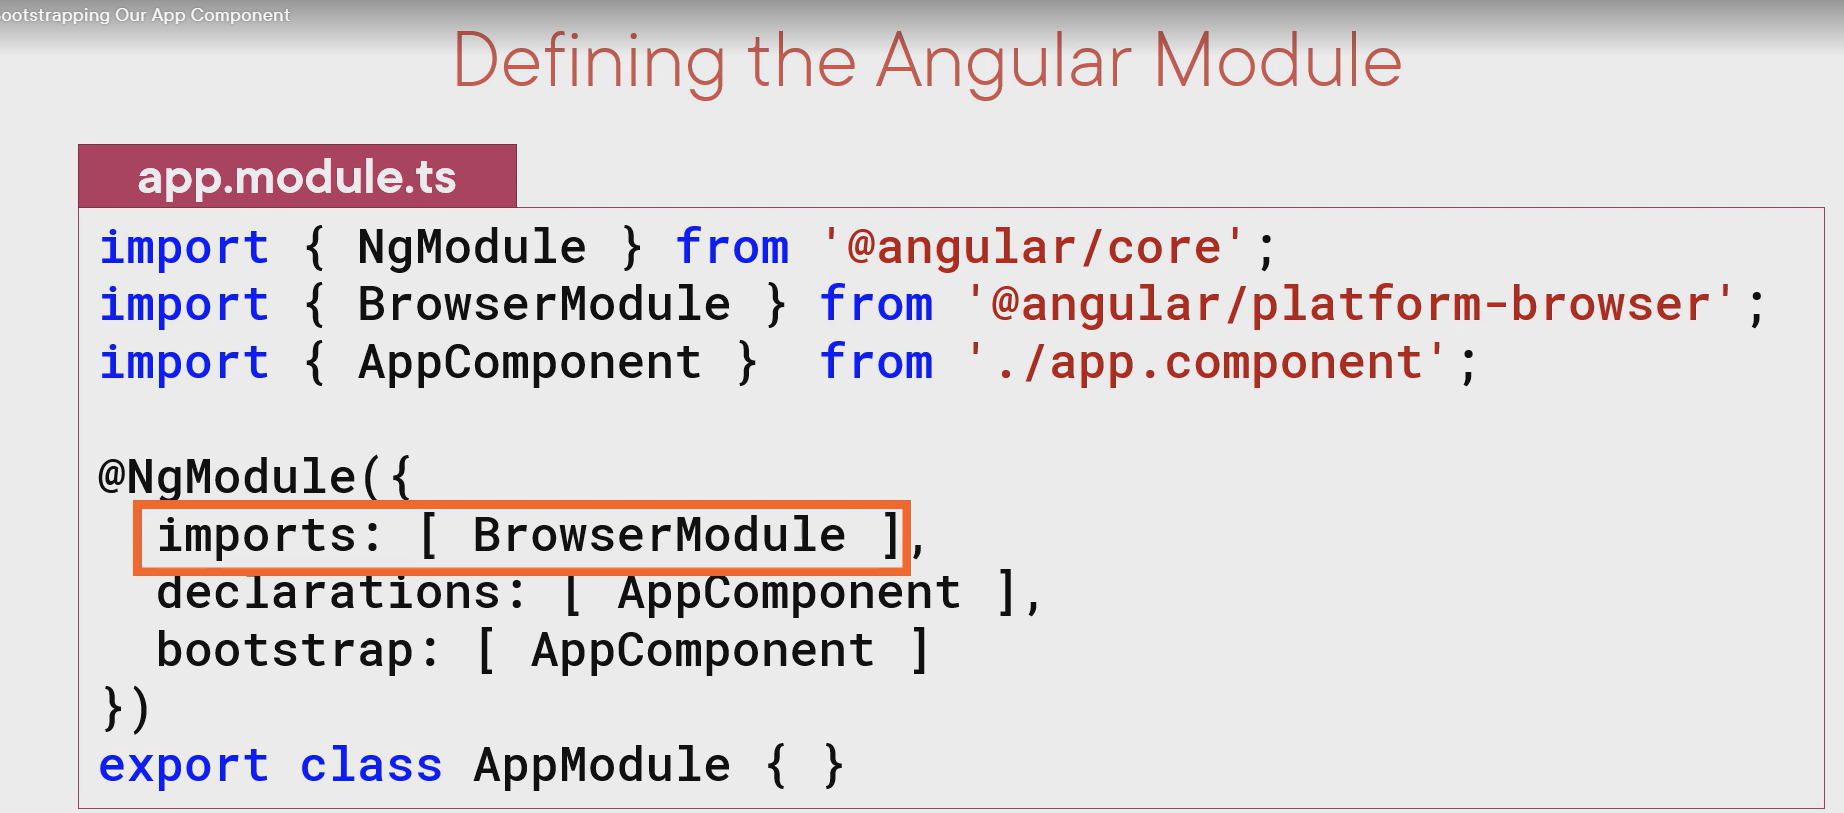 ootstrapping Our App Component
Defining the Angular Module
app.module.ts
import { NgModule } from '@angular/core';
import { BrowserModule } from '@angular/platform-browser';
import { AppComponent }  from './app.component';
@NgModule({
  imports: [ BrowserModule ],
  declarations: [ AppComponent ],
  bootstrap: [ AppComponent ]
})
export class AppModule { }